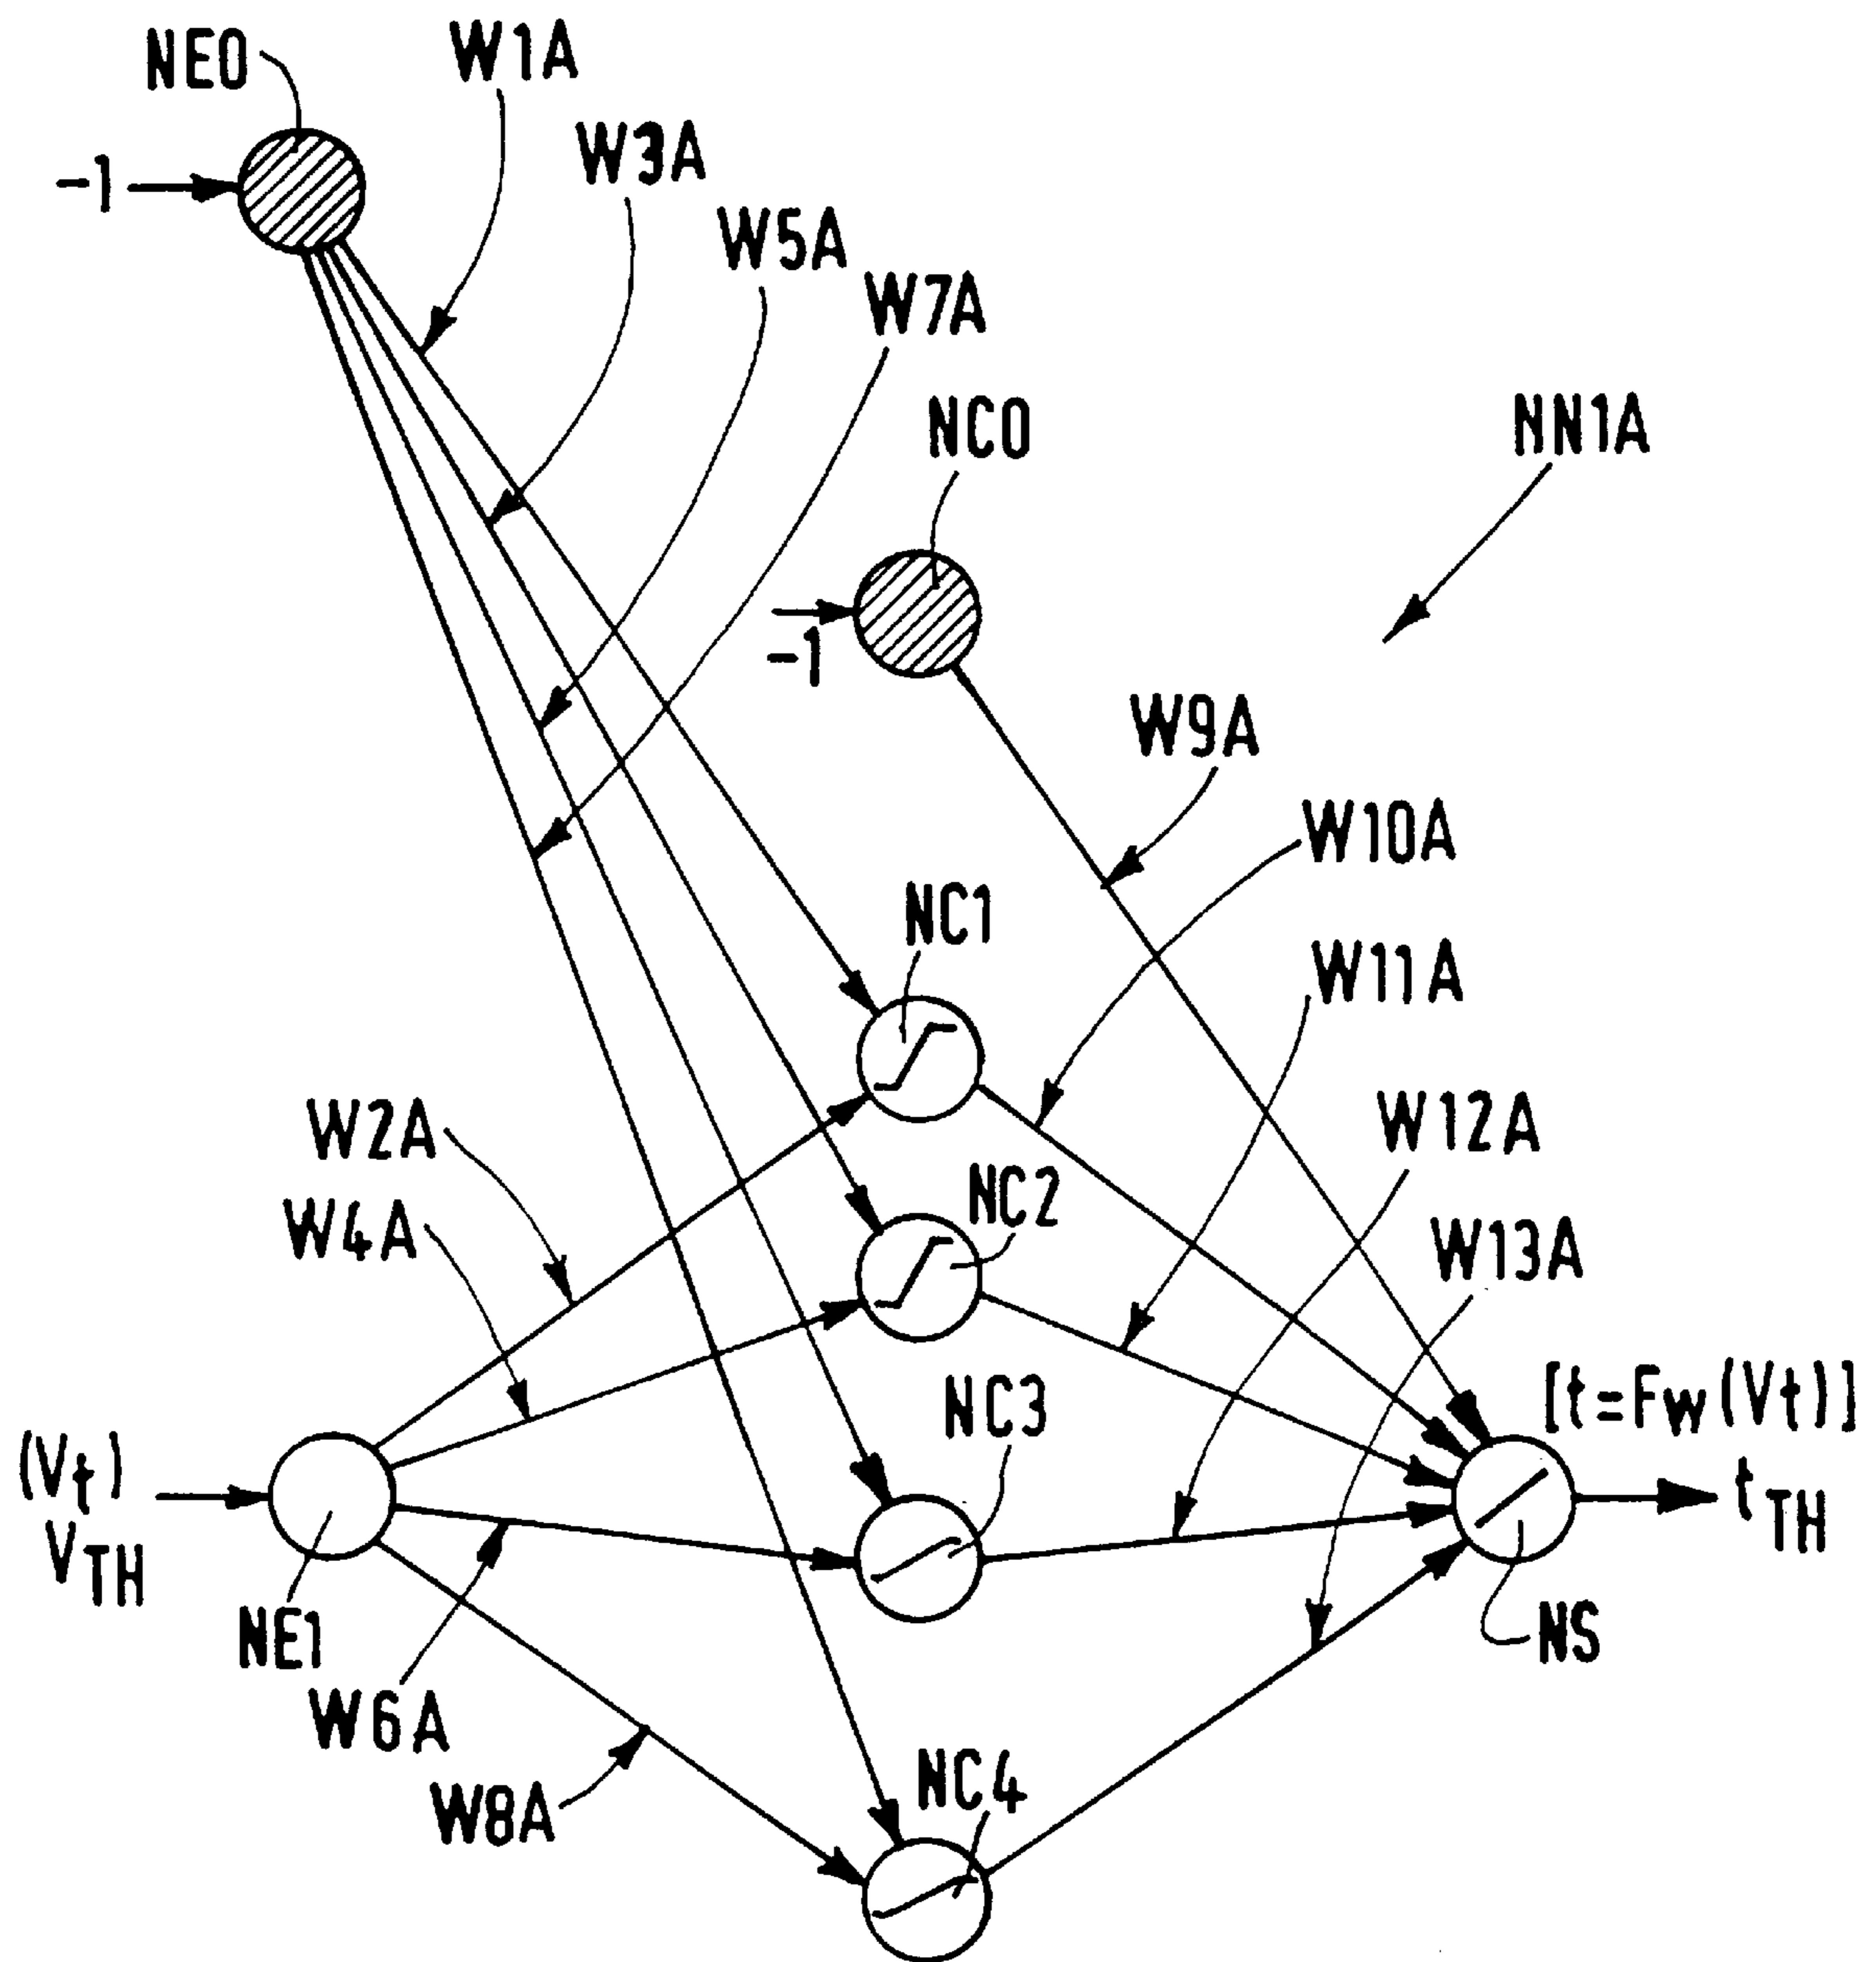 NE0
W1A
-1
W3A
W5A
W7A
NC0
NN1A
-1
W9A
W10A
NC1
W11A
W2A
W12A
NC2
W4A
W13A
NC3
[t=FW(Vt)]
(Vt)
VTH
tTH
NE1
NS
W6A
NC4
W8A